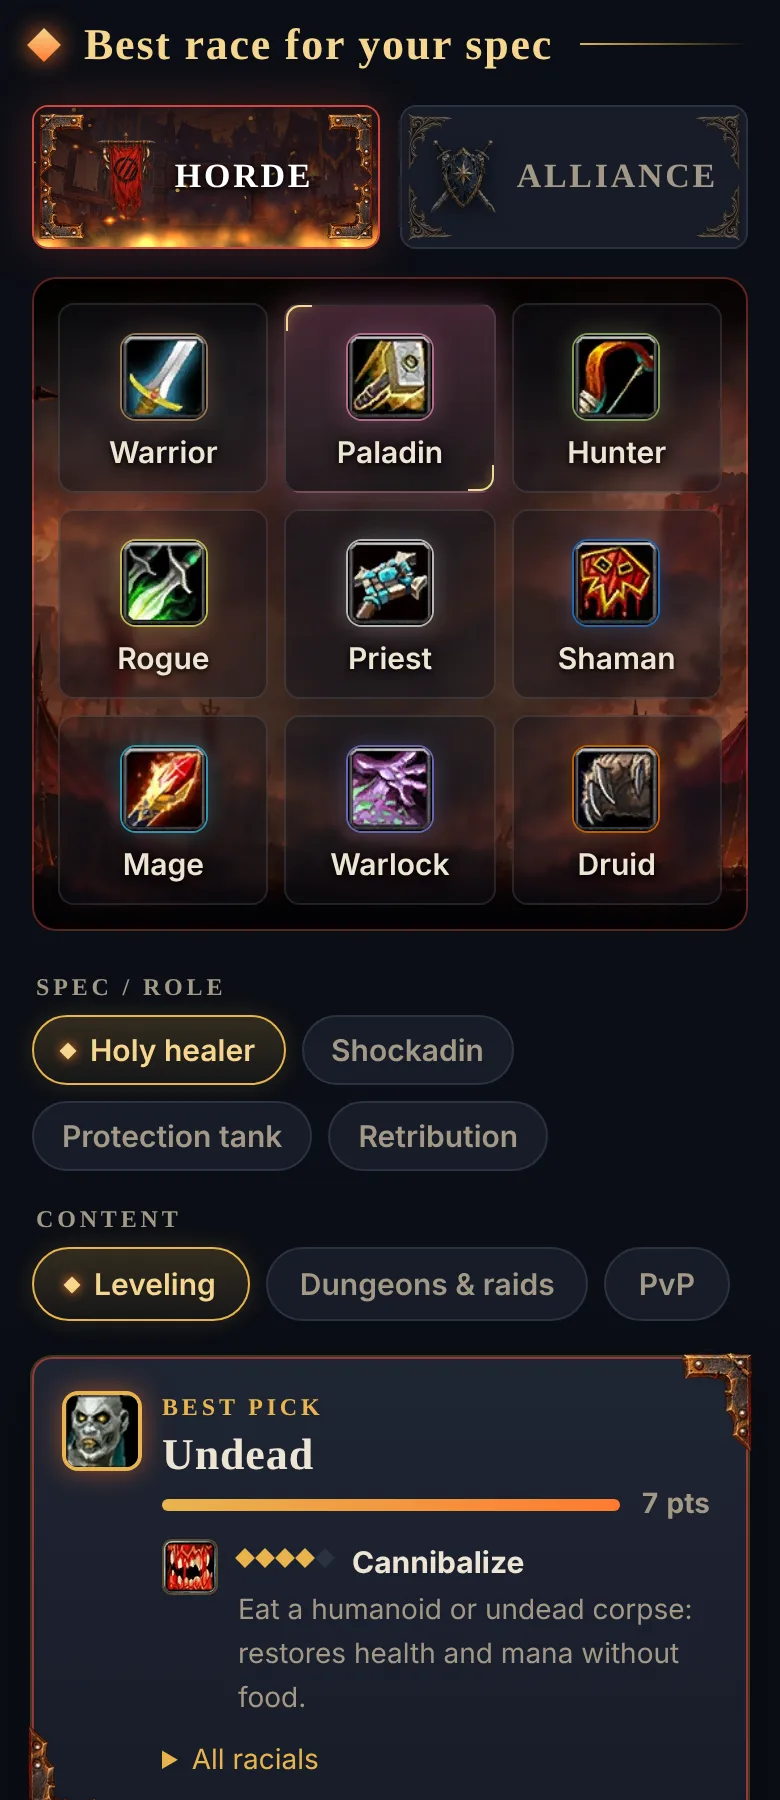 Best race for your spec
HORDE
ALLIANCE
Warrior
Paladin
Hunter
Rogue
Priest
Shaman
Mage
Warlock
Druid
SPEC / ROLE
Holy healer
Shockadin
Protection tank
Retribution
CONTENT
Leveling
Dungeons & raids
PvP
BEST PICK
Undead
7 pts
Cannibalize
Eat a humanoid or undead corpse:
restores health and mana without
food.
All racials